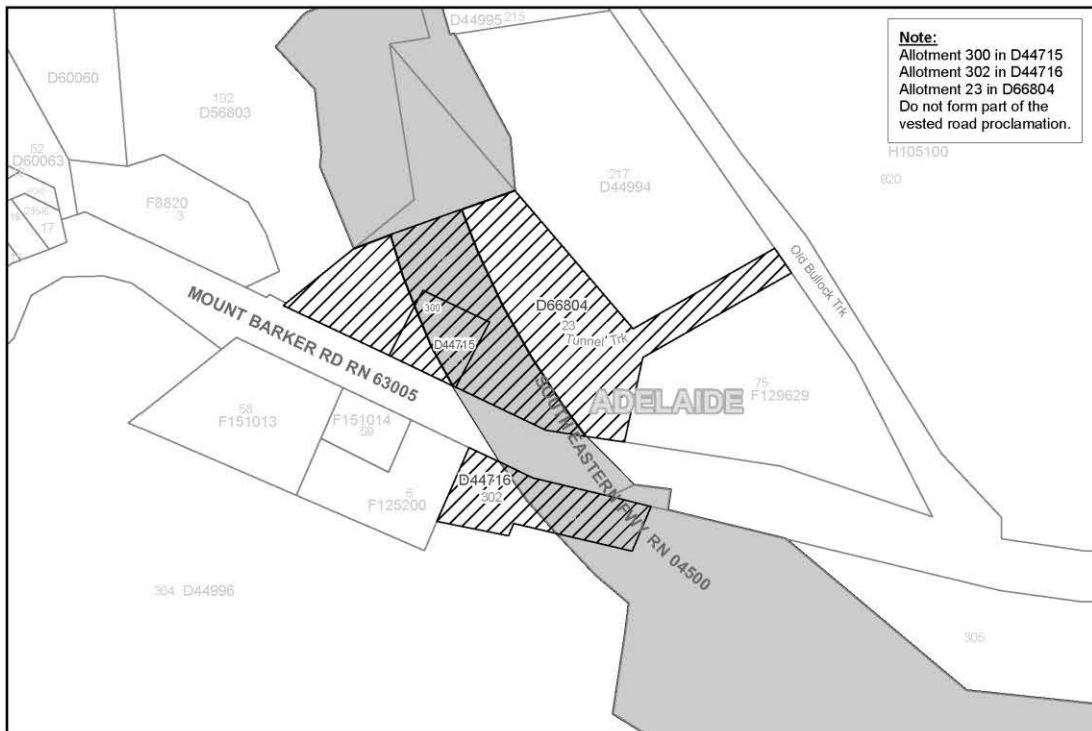 D44995 215
Note:
Allotment 300 in D44715
Allotment 302 in D44716
Allotment 23 in D66804
Do not form part of the
vested road proclamation.
D60060
192
D56803
H105100
920
52
D60063
217
D44994
F8820
3
17
Old Bullock Trk
MOUNT BARKER RD RN 63005
300
D44715
D66804
23
Tunnel Trk
SOUTH EASTERN FWY RN 04500
ADELAIDE
75
F129629
58
F151013
F151014
59
D44716
302
6
F125200
304 D44996
305